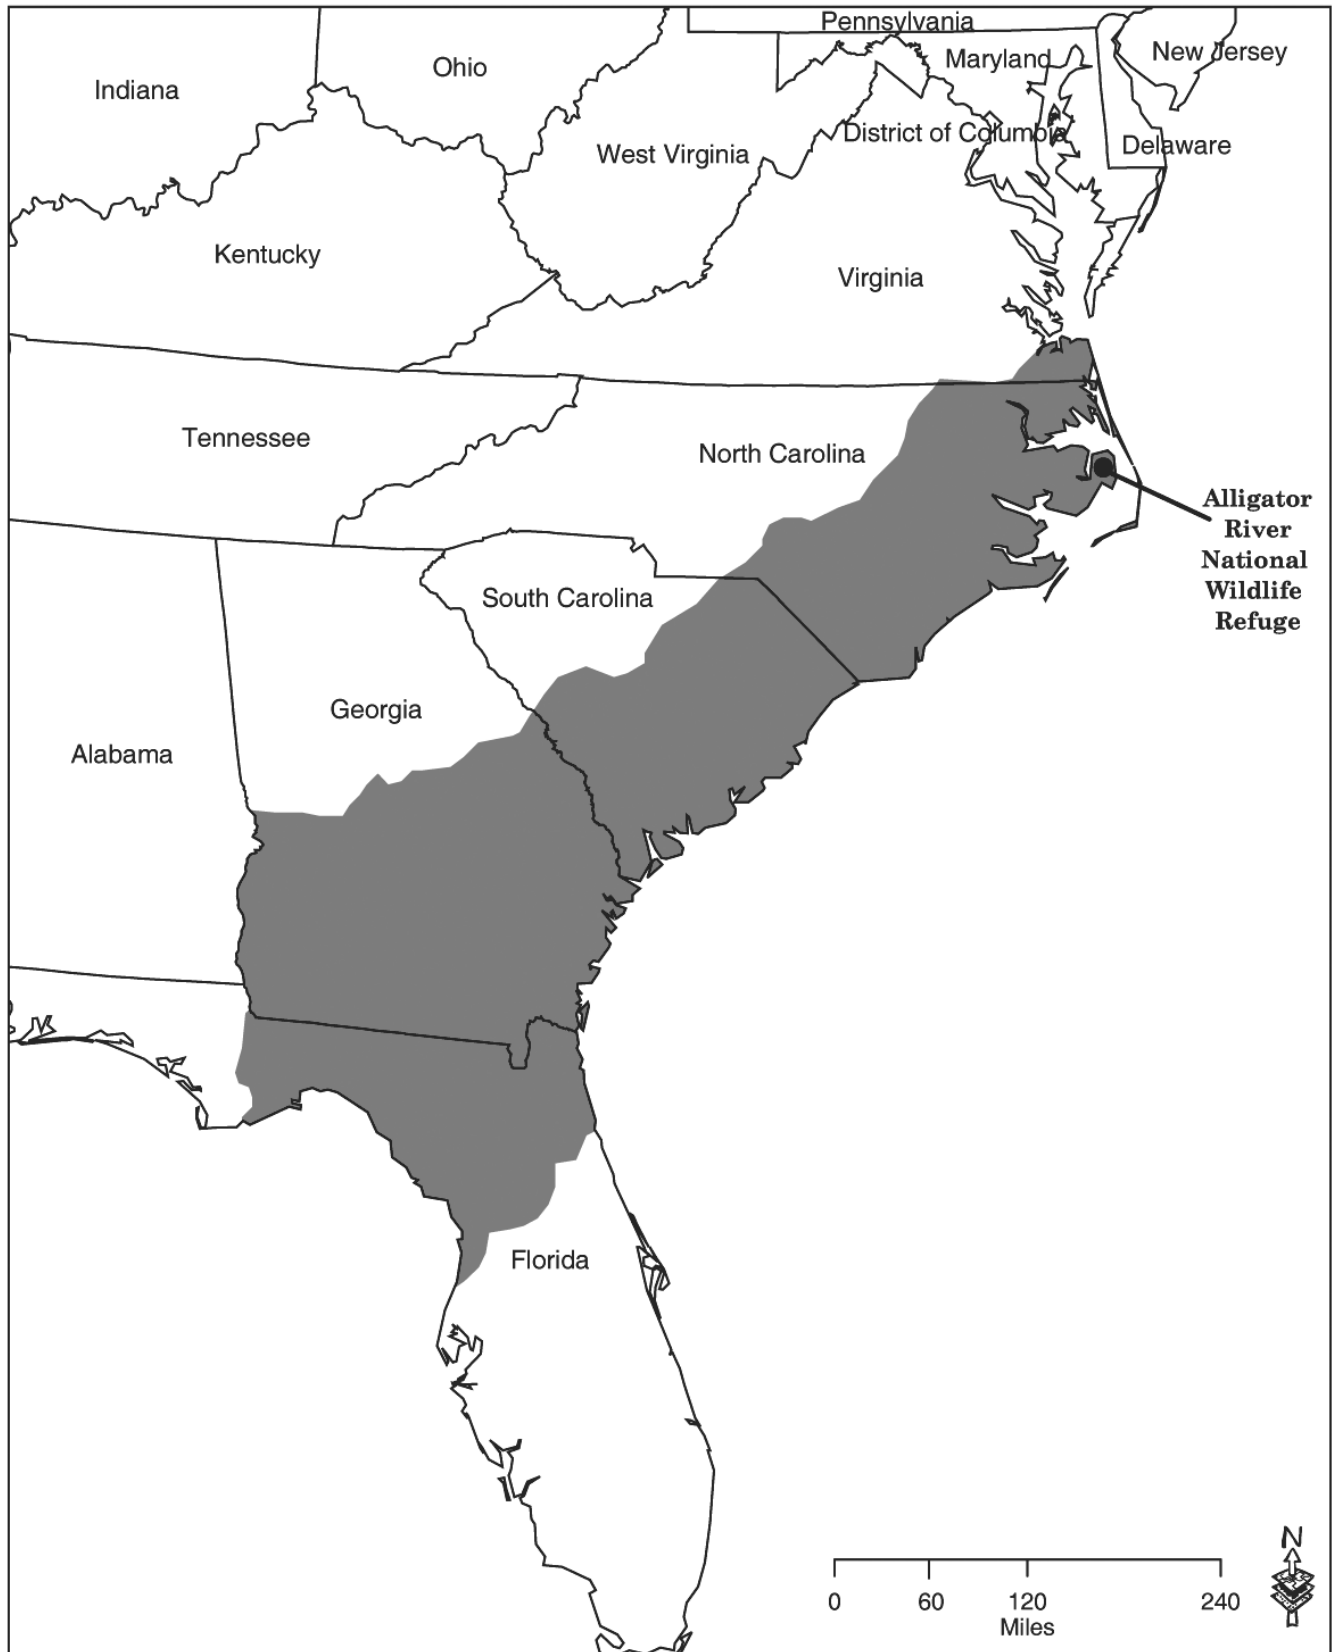 Pennsylvania
New Jersey
Maryland
Ohio
Indiana
District of Columbia
Delaware
West Virginia
Kentucky
Virginia
Tennessee
North Carolina
Alligator
River
National
Wildlife
Refuge
South Carolina
Georgia
Alabama
Florida
N
0 60 120 240
Miles